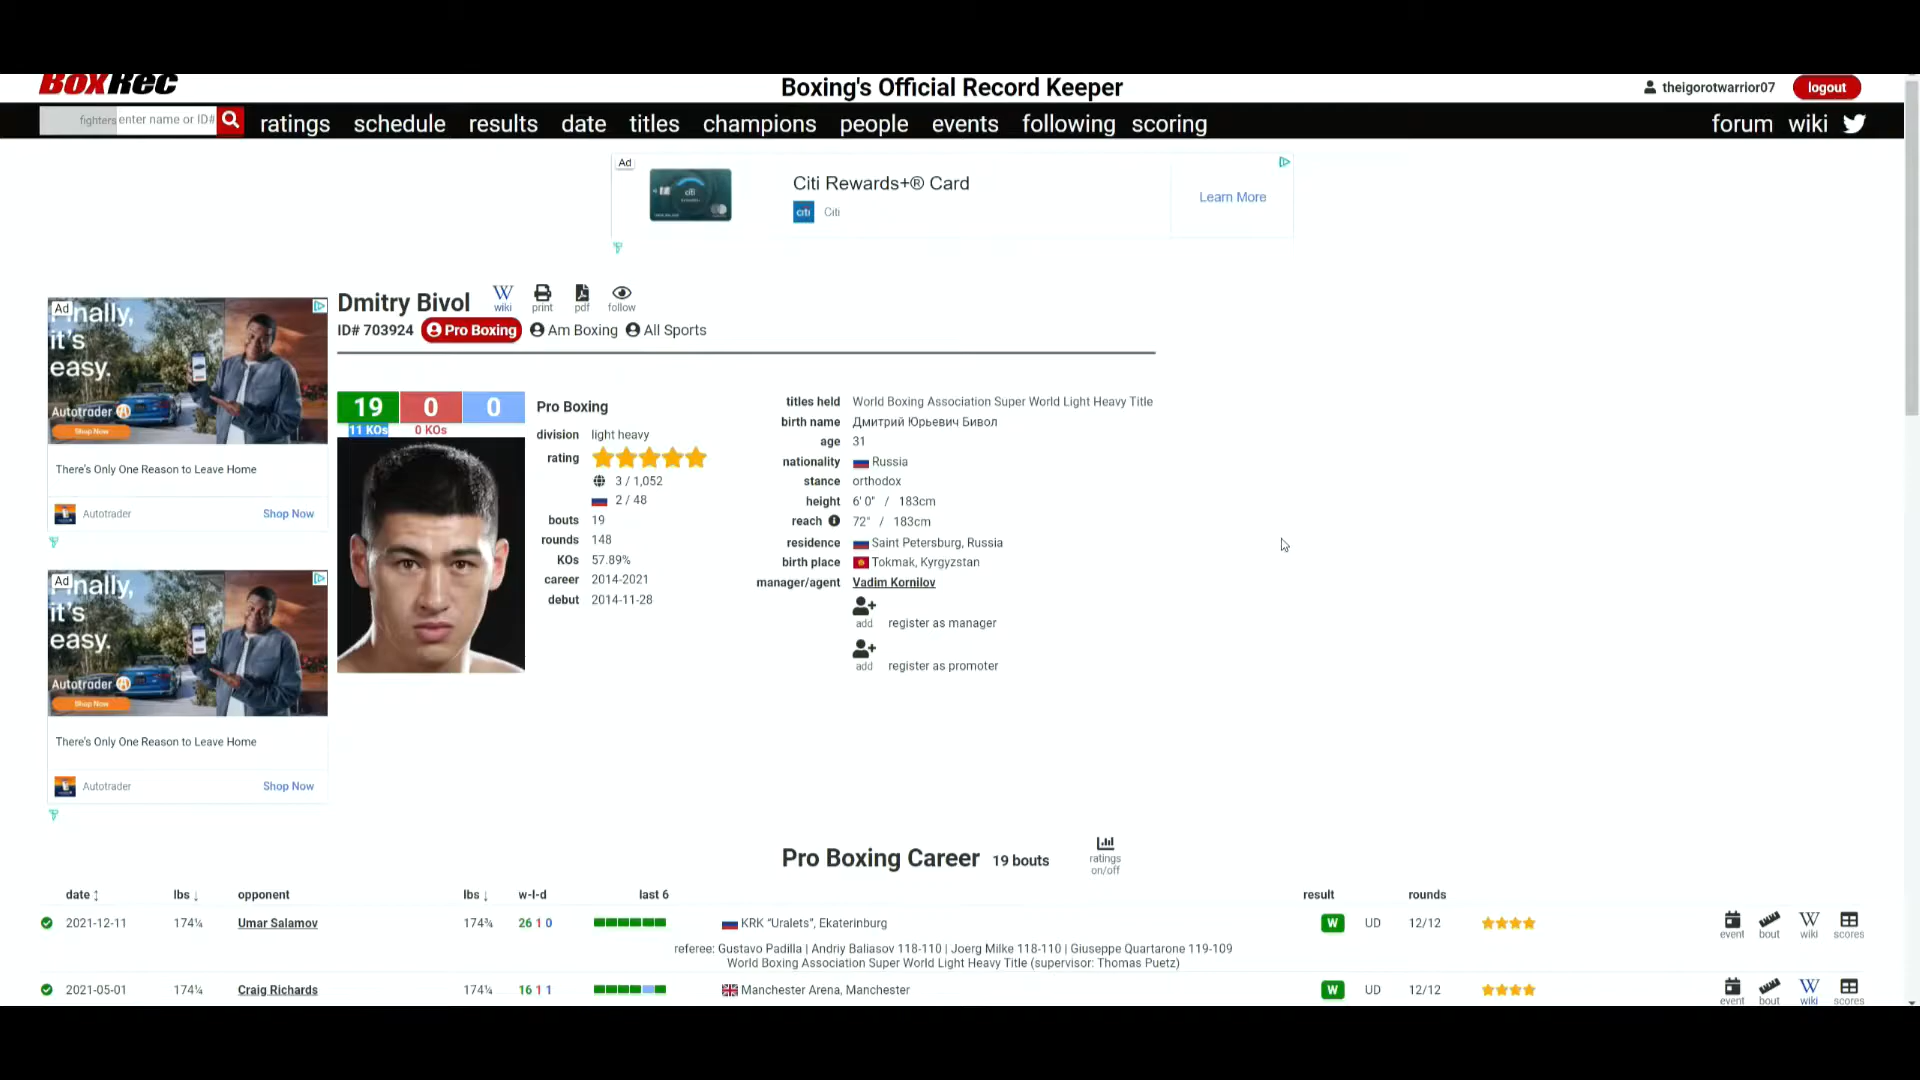 BoxRec
Boxing's Official Record Keeper
theigorotwarrior07 logout
fighters enter name or ID#
ratings schedule results date titles champions people events following scoring
forum wiki
Ad
Citi Rewards+® Card
citi Citi
Learn More
Ad
Finally,
it's
easy.
Autotrader
Shop Now
There's Only One Reason to Leave Home
Autotrader Shop Now
Ad
Finally,
it's
easy.
Autotrader
Shop Now
There's Only One Reason to Leave Home
Autotrader Shop Now
Dmitry Bivol
wiki print pdf follow
ID# 703924 Pro Boxing Am Boxing All Sports
19 0 0
11 KOs 0 KOs
Pro Boxing
division light heavy
rating
3 / 1,052
2 / 48
bouts 19
rounds 148
KOs 57.89%
career 2014-2021
debut 2014-11-28
titles held World Boxing Association Super World Light Heavy Title
birth name Дмитрий Юрьевич Бивол
age 31
nationality Russia
stance orthodox
height 6' 0" / 183cm
reach 72" / 183cm
residence Saint Petersburg, Russia
birth place Tokmak, Kyrgyzstan
manager/agent Vadim Kornilov
add register as manager
add register as promoter
Pro Boxing Career 19 bouts
ratings
on/off
date lbs opponent lbs w-l-d last 6 result rounds
2021-12-11 174¼ Umar Salamov 174¾ 26 1 0 KRK "Uralets", Ekaterinburg W UD 12/12
event bout wiki scores
referee: Gustavo Padilla | Andriy Baliasov 118-110 | Joerg Milke 118-110 | Giuseppe Quartarone 119-109
World Boxing Association Super World Light Heavy Title (supervisor: Thomas Puetz)
2021-05-01 174¼ Craig Richards 174¼ 16 1 1 Manchester Arena, Manchester W UD 12/12
event bout wiki scores